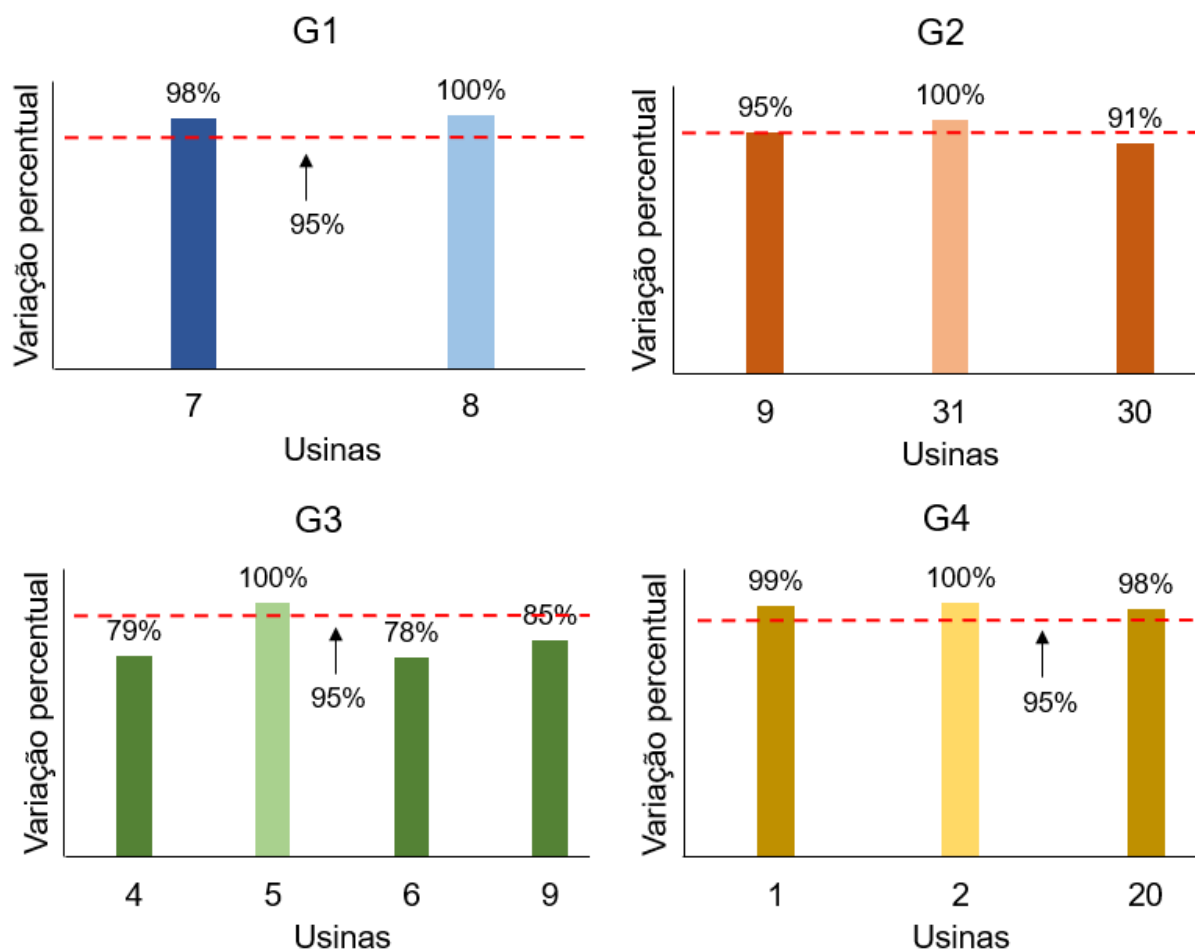 G1
Variação percentual
98%
100%
95%
7
8
Usinas
G2
Variação percentual
95%
100%
91%
9
31
30
Usinas
G3
Variação percentual
79%
100%
78%
85%
95%
4
5
6
9
Usinas
G4
Variação percentual
99%
100%
98%
95%
1
2
20
Usinas